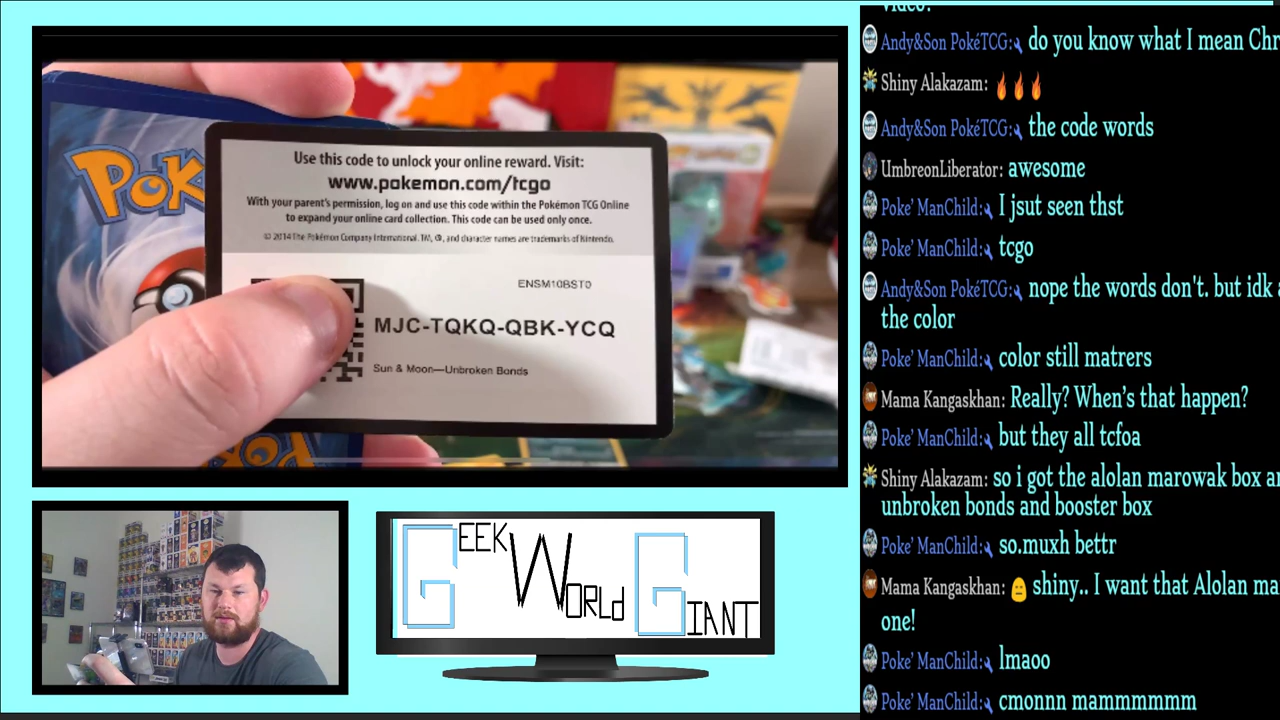 POK
Use this code to unlock your online reward. Visit:
www.pokemon.com/tcgo
With your parent's permission, log on and use this code within the Pokémon TCG Online
to expand your online card collection. This code can be used only once.
© 2014 The Pokémon Company International. TM, ®, and character names are trademarks of Nintendo.
ENSM10BST0
MJC-TQKQ-QBK-YCQ
Sun & Moon—Unbroken Bonds
GEEK
WORLd
GIANT
video?
Andy&Son PokéTCG: do you know what I mean Chr
Shiny Alakazam: 🔥🔥🔥
Andy&Son PokéTCG: the code words
UmbreonLiberator: awesome
Poke' ManChild: I jsut seen thst
Poke' ManChild: tcgo
Andy&Son PokéTCG: nope the words don't. but idk a
the color
Poke' ManChild: color still matrers
Mama Kangaskhan: Really? When's that happen?
Poke' ManChild: but they all tcfoa
Shiny Alakazam: so i got the alolan marowak box an
unbroken bonds and booster box
Poke' ManChild: so.muxh bettr
Mama Kangaskhan: 😐 shiny.. I want that Alolan ma
one!
Poke' ManChild: lmaoo
Poke' ManChild: cmonnn mammmmmm